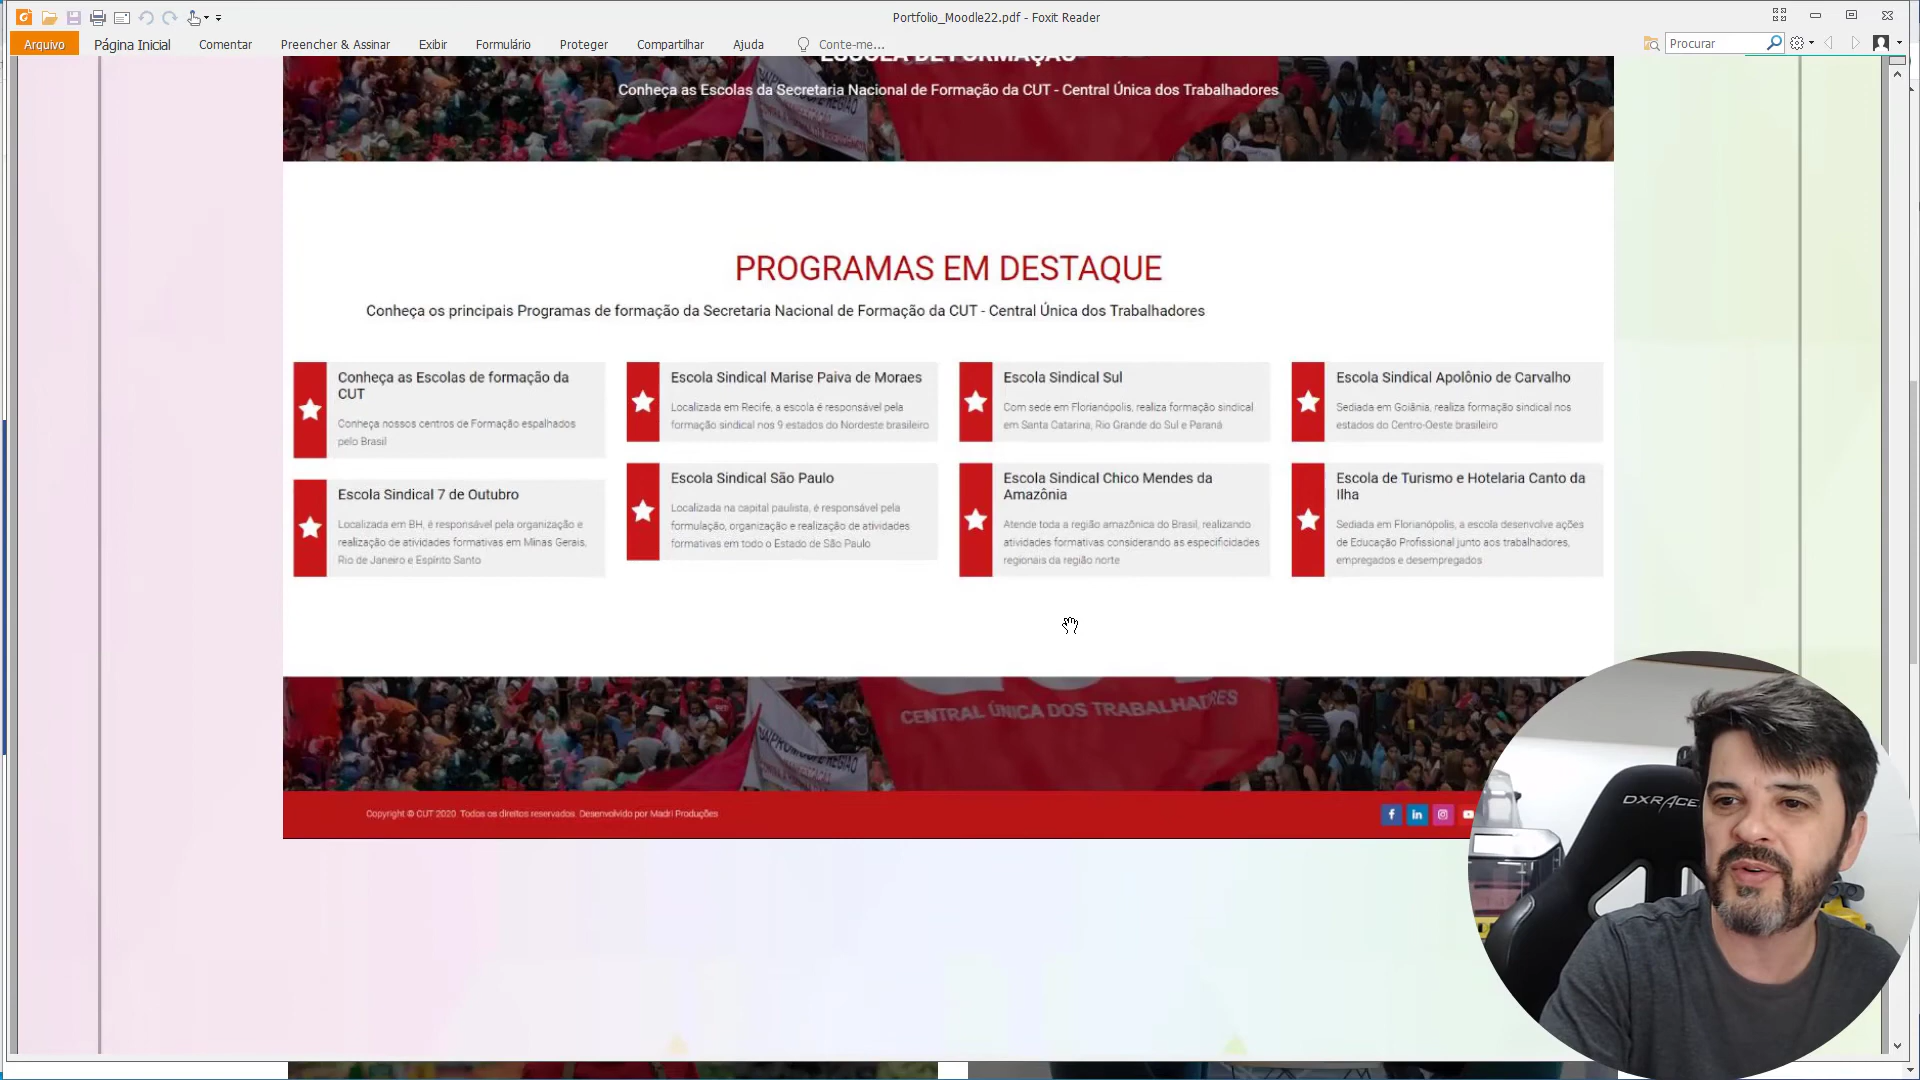 Portfolio_Moodle22.pdf - Foxit Reader
Arquivo
Página Inicial
Comentar
Preencher & Assinar
Exibir
Formulário
Proteger
Compartilhar
Ajuda
Conte-me...
Procurar
ESCOLA DE FORMAÇÃO
Conheça as Escolas da Secretaria Nacional de Formação da CUT - Central Única dos Trabalhadores
PROGRAMAS EM DESTAQUE
Conheça os principais Programas de formação da Secretaria Nacional de Formação da CUT - Central Única dos Trabalhadores
Conheça as Escolas de formação da
CUT
Conheça nossos centros de Formação espalhados
pelo Brasil
Escola Sindical Marise Paiva de Moraes
Localizada em Recife, a escola é responsável pela
formação sindical nos 9 estados do Nordeste brasileiro
Escola Sindical Sul
Com sede em Florianópolis, realiza formação sindical
em Santa Catarina, Rio Grande do Sul e Paraná
Escola Sindical Apolônio de Carvalho
Sediada em Goiânia, realiza formação sindical nos
estados do Centro-Oeste brasileiro
Escola Sindical 7 de Outubro
Localizada em BH, é responsável pela organização e
realização de atividades formativas em Minas Gerais,
Rio de Janeiro e Espírito Santo
Escola Sindical São Paulo
Localizada na capital paulista, é responsável pela
formulação, organização e realização de atividades
formativas em todo o Estado de São Paulo
Escola Sindical Chico Mendes da
Amazônia
Atende toda a região amazônica do Brasil, realizando
atividades formativas considerando as especificidades
regionais da região norte
Escola de Turismo e Hotelaria Canto da
Ilha
Sediada em Florianópolis, a escola desenvolve ações
de Educação Profissional junto aos trabalhadores,
empregados e desempregados
CENTRAL ÚNICA DOS TRABALHADORES
Copyright © CUT 2020. Todos os direitos reservados. Desenvolvido por Madri Produções
DXRACE